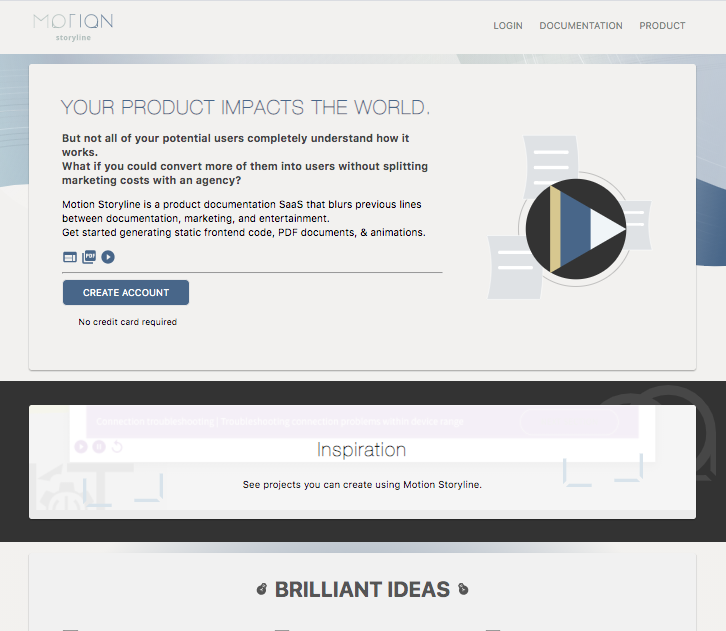 MOTION
storyline
LOGIN
DOCUMENTATION
PRODUCT
YOUR PRODUCT IMPACTS THE WORLD.
But not all of your potential users completely understand how it
works.
What if you could convert more of them into users without splitting
marketing costs with an agency?
Motion Storyline is a product documentation SaaS that blurs previous lines
between documentation, marketing, and entertainment.
Get started generating static frontend code, PDF documents, & animations.
PDF
CREATE ACCOUNT
No credit card required
Connection troubleshooting | Troubleshooting connection problems within device range
Inspiration
See projects you can create using Motion Storyline.
BRILLIANT IDEAS